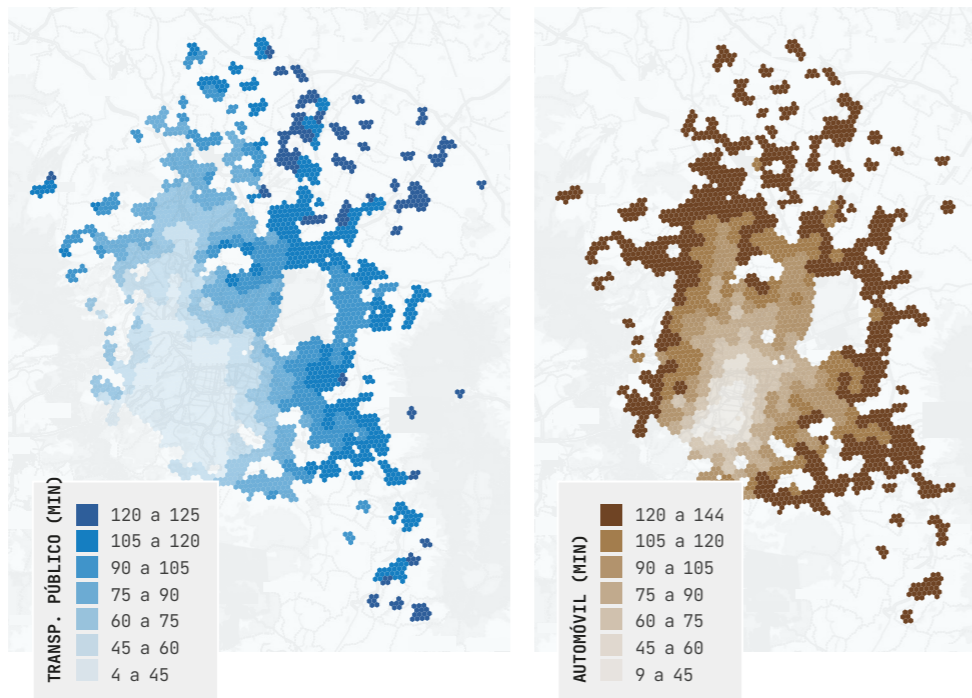 TRANSP. PÚBLICO (MIN)
120 a 125
105 a 120
90 a 105
75 a 90
60 a 75
45 a 60
4 a 45
AUTOMÓVIL (MIN)
120 a 144
105 a 120
90 a 105
75 a 90
60 a 75
45 a 60
9 a 45